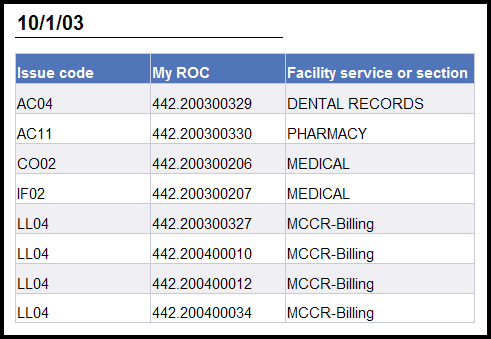 10/1/03
Issue code My ROC Facility service or section
AC04 442.200300329 DENTAL RECORDS
AC11 442.200300330 PHARMACY
CO02 442.200300206 MEDICAL
IF02 442.200300207 MEDICAL
LL04 442.200300327 MCCR-Billing
LL04 442.200400010 MCCR-Billing
LL04 442.200400012 MCCR-Billing
LL04 442.200400034 MCCR-Billing